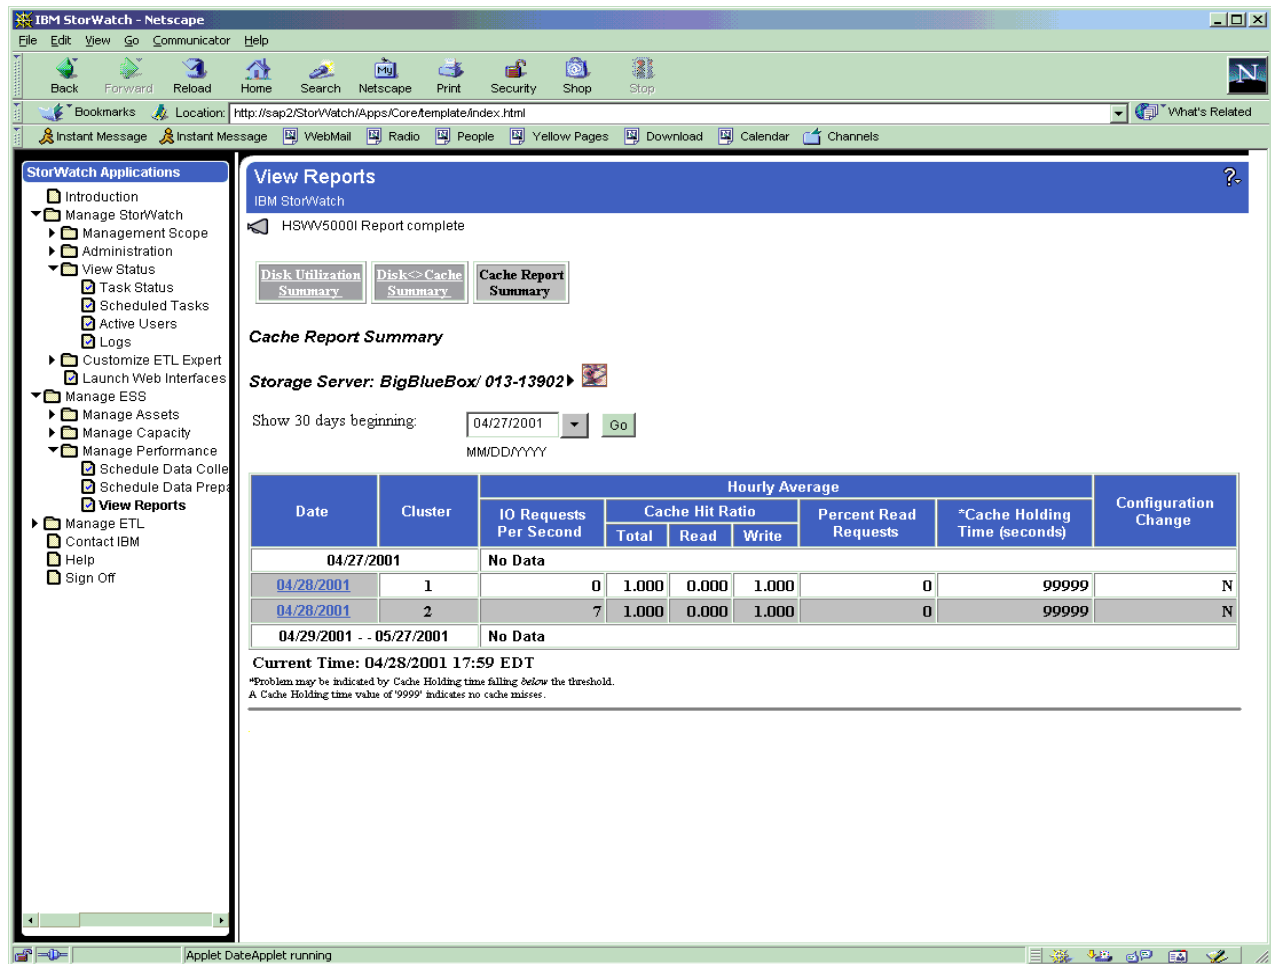 IBM StorWatch - Netscape
File Edit View Go Communicator Help
Back Forward Reload Home Search Netscape Print Security Shop Stop
My
N
Bookmarks Location: http://sap2/StorWatch/Apps/Core/template/index.html What's Related
Instant Message Instant Message WebMail Radio People Yellow Pages Download Calendar Channels
StorWatch Applications
Introduction
Manage StorWatch
Management Scope
Administration
View Status
Task Status
Scheduled Tasks
Active Users
Logs
Customize ETL Expert
Launch Web Interfaces
Manage ESS
Manage Assets
Manage Capacity
Manage Performance
Schedule Data Colle
Schedule Data Prepa
View Reports
Manage ETL
Contact IBM
Help
Sign Off
View Reports
?
IBM StorWatch
HSWV5000I Report complete
Disk Utilization Summary
Disk<>Cache Summary
Cache Report Summary
Cache Report Summary
Storage Server: BigBlueBox/ 013-13902
Show 30 days beginning: 04/27/2001 Go
MM/DD/YYYY
Hourly Average
Date Cluster IO Requests Per Second Cache Hit Ratio Percent Read Requests *Cache Holding Time (seconds) Configuration Change
Total Read Write
04/27/2001 No Data
04/28/2001 1 0 1.000 0.000 1.000 0 99999 N
04/28/2001 2 7 1.000 0.000 1.000 0 99999 N
04/29/2001 - - 05/27/2001 No Data
Current Time: 04/28/2001 17:59 EDT
*Problem may be indicated by Cache Holding time falling below the threshold.
A Cache Holding time value of '9999' indicates no cache misses.
Applet DateApplet running